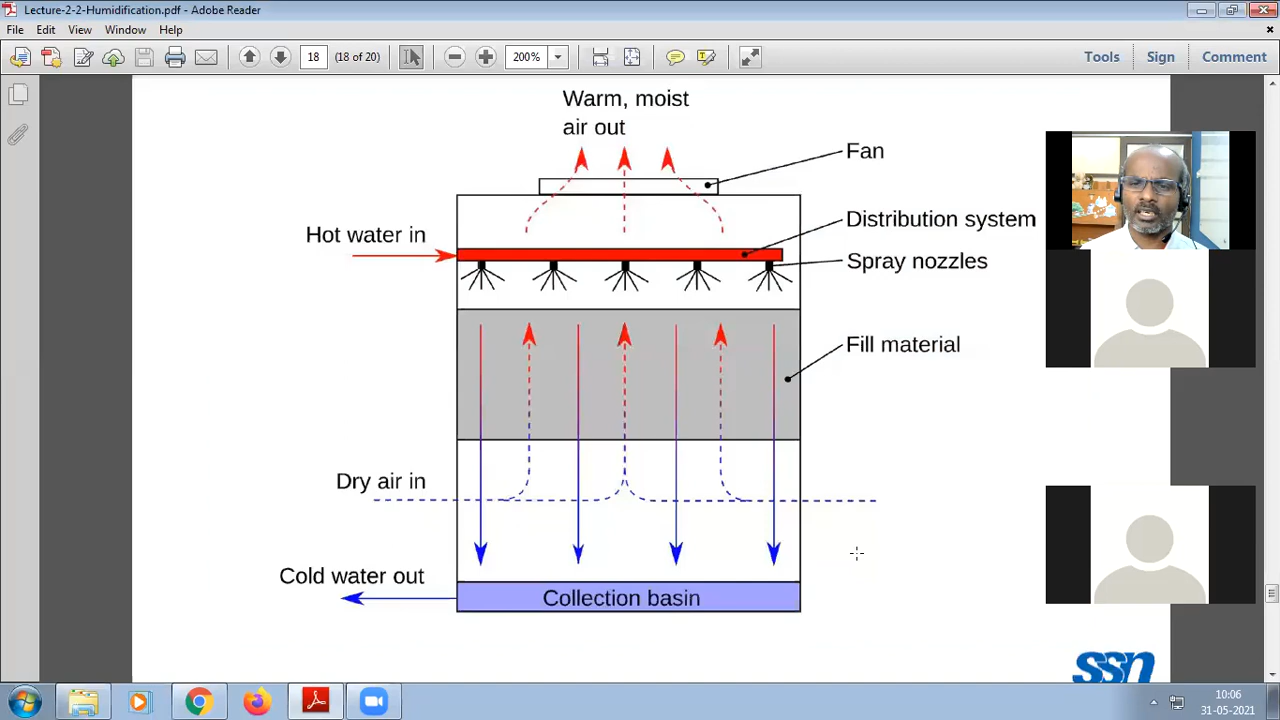 Lecture-2-2-Humidification.pdf - Adobe Reader
File Edit View Window Help
18 (18 of 20) 200% Tools Sign Comment
Warm, moist
air out
Fan
Distribution system
Hot water in
Spray nozzles
Fill material
Dry air in
Cold water out
Collection basin
ssn
10:06
31-05-2021